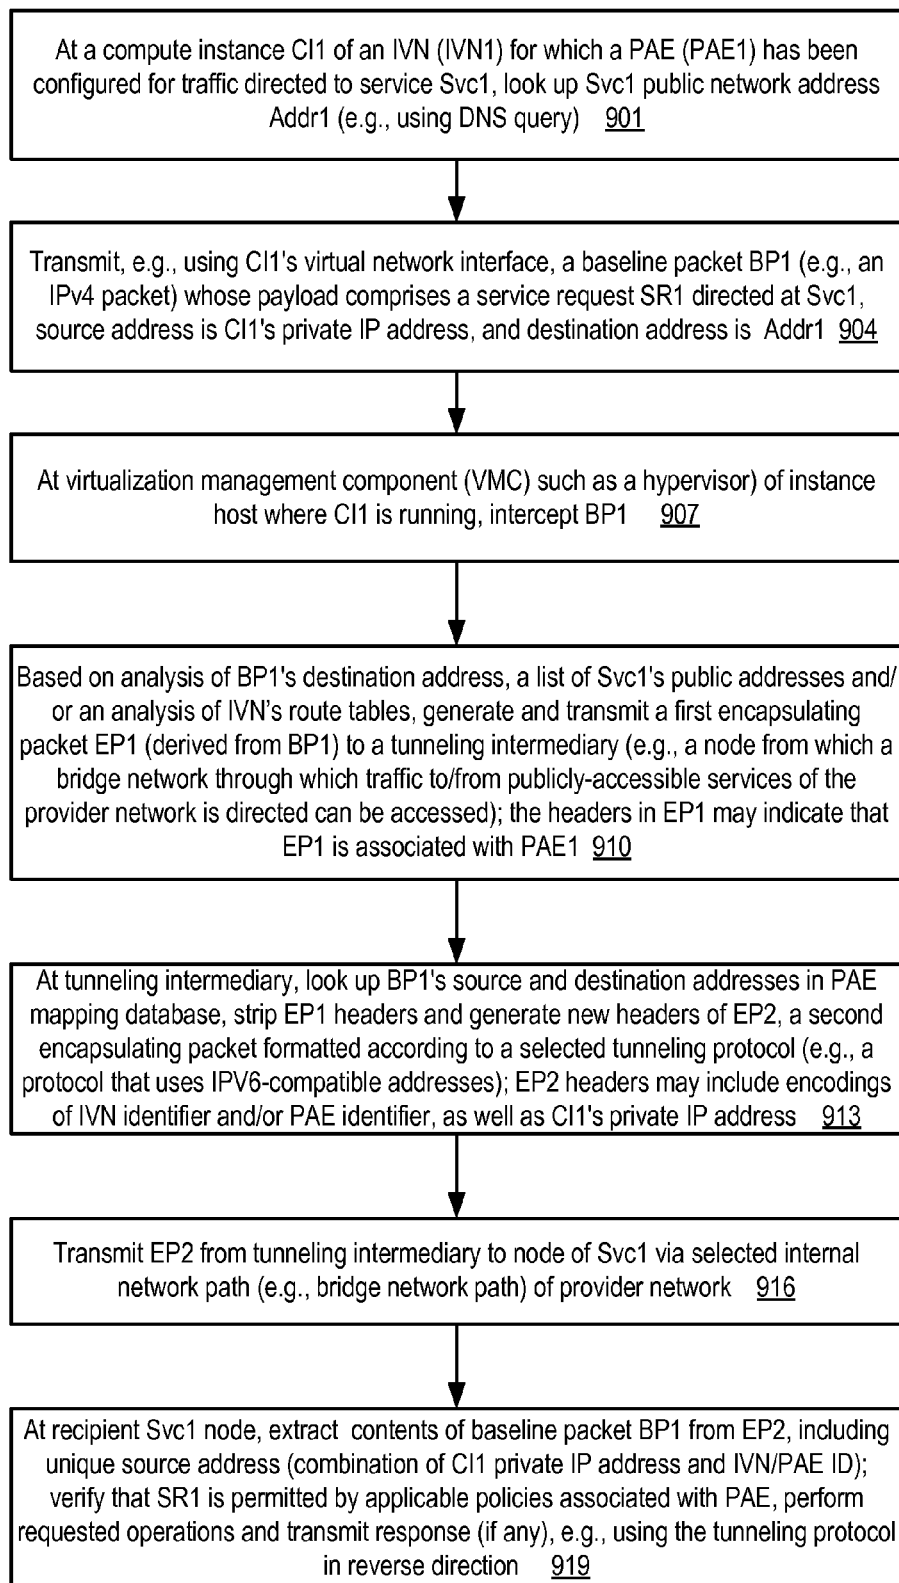 At a compute instance CI1 of an IVN (IVN1) for which a PAE (PAE1) has been
configured for traffic directed to service Svc1, look up Svc1 public network address
Addr1 (e.g., using DNS query) 901
Transmit, e.g., using CI1's virtual network interface, a baseline packet BP1 (e.g., an
IPv4 packet) whose payload comprises a service request SR1 directed at Svc1,
source address is CI1's private IP address, and destination address is Addr1 904
At virtualization management component (VMC) such as a hypervisor) of instance
host where CI1 is running, intercept BP1 907
Based on analysis of BP1's destination address, a list of Svc1's public addresses and/
or an analysis of IVN's route tables, generate and transmit a first encapsulating
packet EP1 (derived from BP1) to a tunneling intermediary (e.g., a node from which a
bridge network through which traffic to/from publicly-accessible services of the
provider network is directed can be accessed); the headers in EP1 may indicate that
EP1 is associated with PAE1 910
At tunneling intermediary, look up BP1's source and destination addresses in PAE
mapping database, strip EP1 headers and generate new headers of EP2, a second
encapsulating packet formatted according to a selected tunneling protocol (e.g., a
protocol that uses IPV6-compatible addresses); EP2 headers may include encodings
of IVN identifier and/or PAE identifier, as well as CI1's private IP address 913
Transmit EP2 from tunneling intermediary to node of Svc1 via selected internal
network path (e.g., bridge network path) of provider network 916
At recipient Svc1 node, extract contents of baseline packet BP1 from EP2, including
unique source address (combination of CI1 private IP address and IVN/PAE ID);
verify that SR1 is permitted by applicable policies associated with PAE, perform
requested operations and transmit response (if any), e.g., using the tunneling protocol
in reverse direction 919